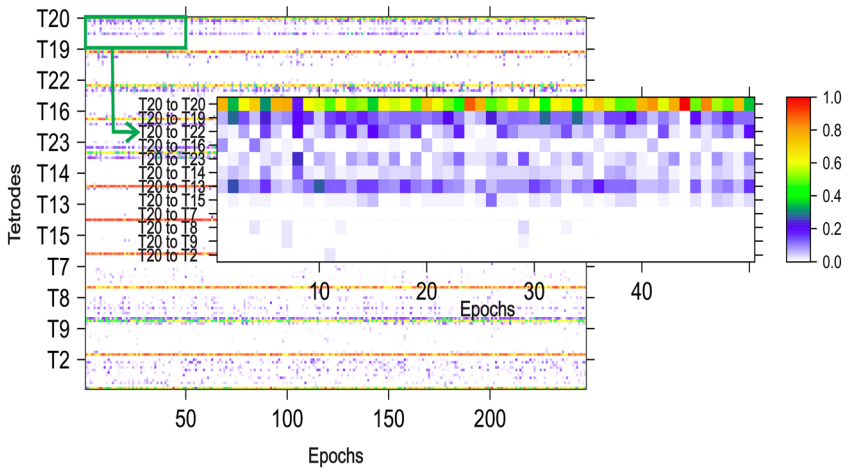 T20
T19
T22
T16
T23
T14
T13
T15
T7
T8
T9
T2
Tetrodes
50
100
150
200
Epochs
T20 to T20
T20 to T19
T20 to T22
T20 to T16
T20 to T23
T20 to T14
T20 to T13
T20 to T15
T20 to T7
T20 to T8
T20 to T9
T20 to T2
10
20
30
40
Epochs
1.0
0.8
0.6
0.4
0.2
0.0